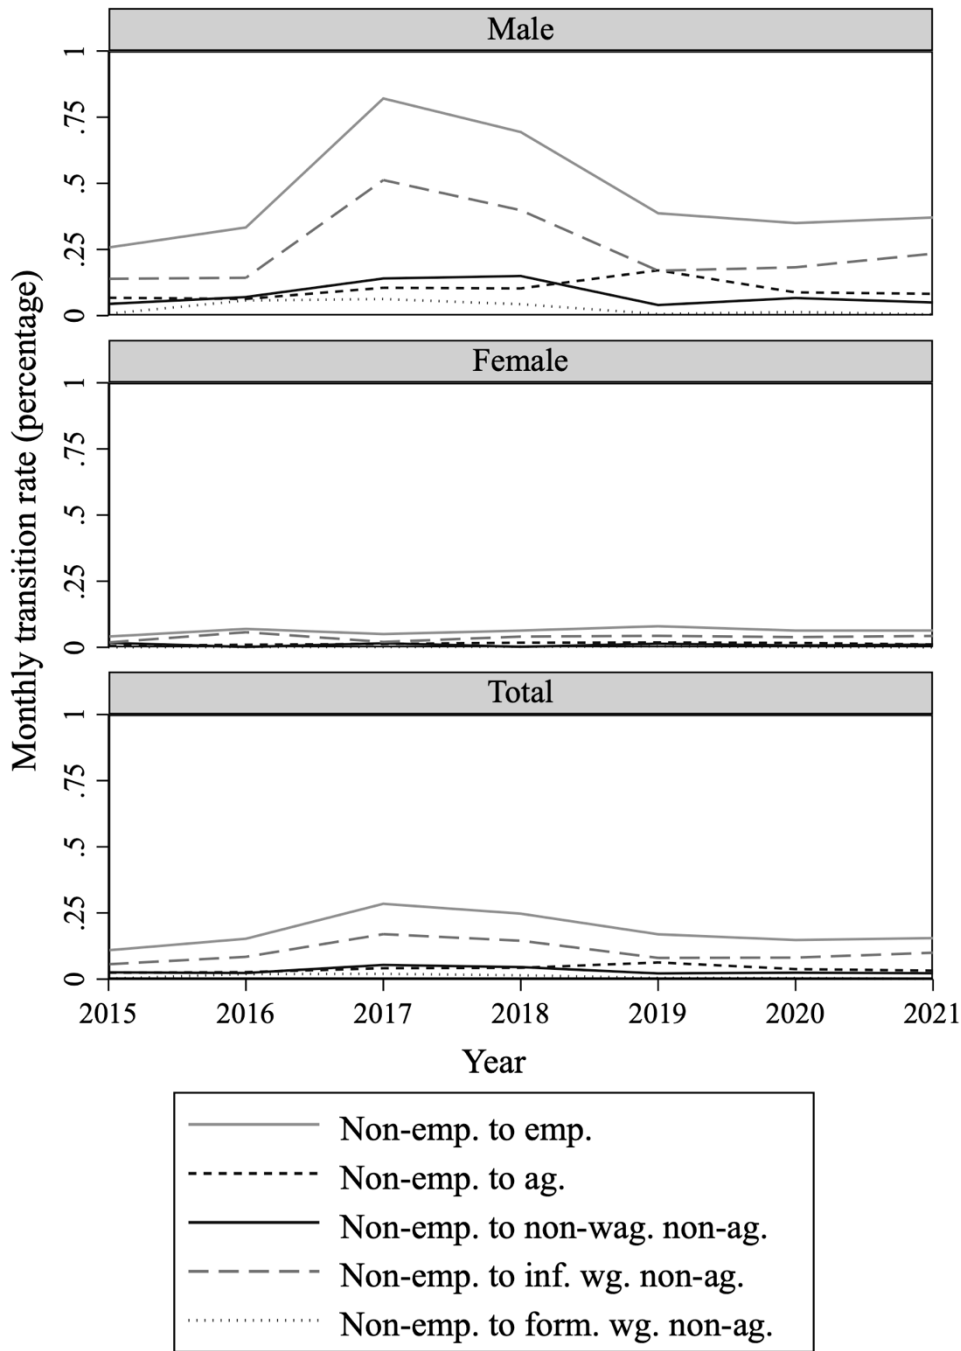 Male
1
.75
.5
.25
0
Female
1
.75
.5
.25
0
Total
1
.75
.5
.25
0
Monthly transition rate (percentage)
2015 2016 2017 2018 2019 2020 2021
Year
Non-emp. to emp.
Non-emp. to ag.
Non-emp. to non-wag. non-ag.
Non-emp. to inf. wg. non-ag.
Non-emp. to form. wg. non-ag.